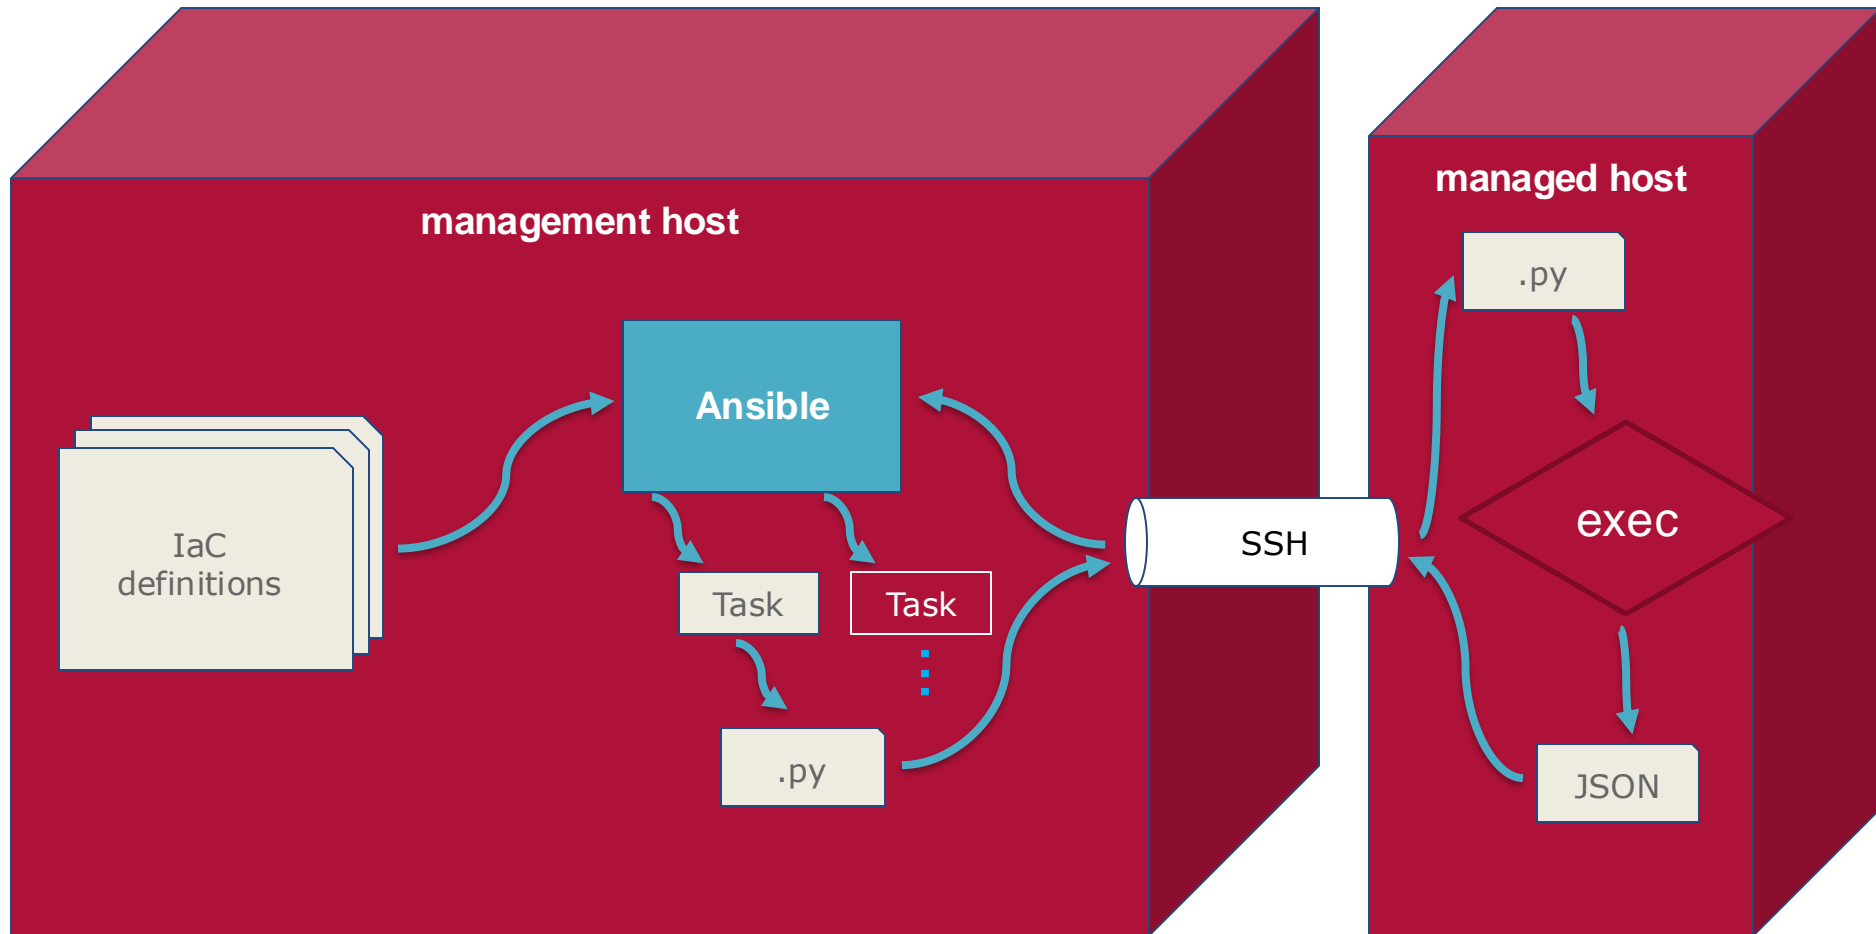 management host
managed host
.py
Ansible
IaC
definitions
SSH
exec
Task
Task
.py
JSON